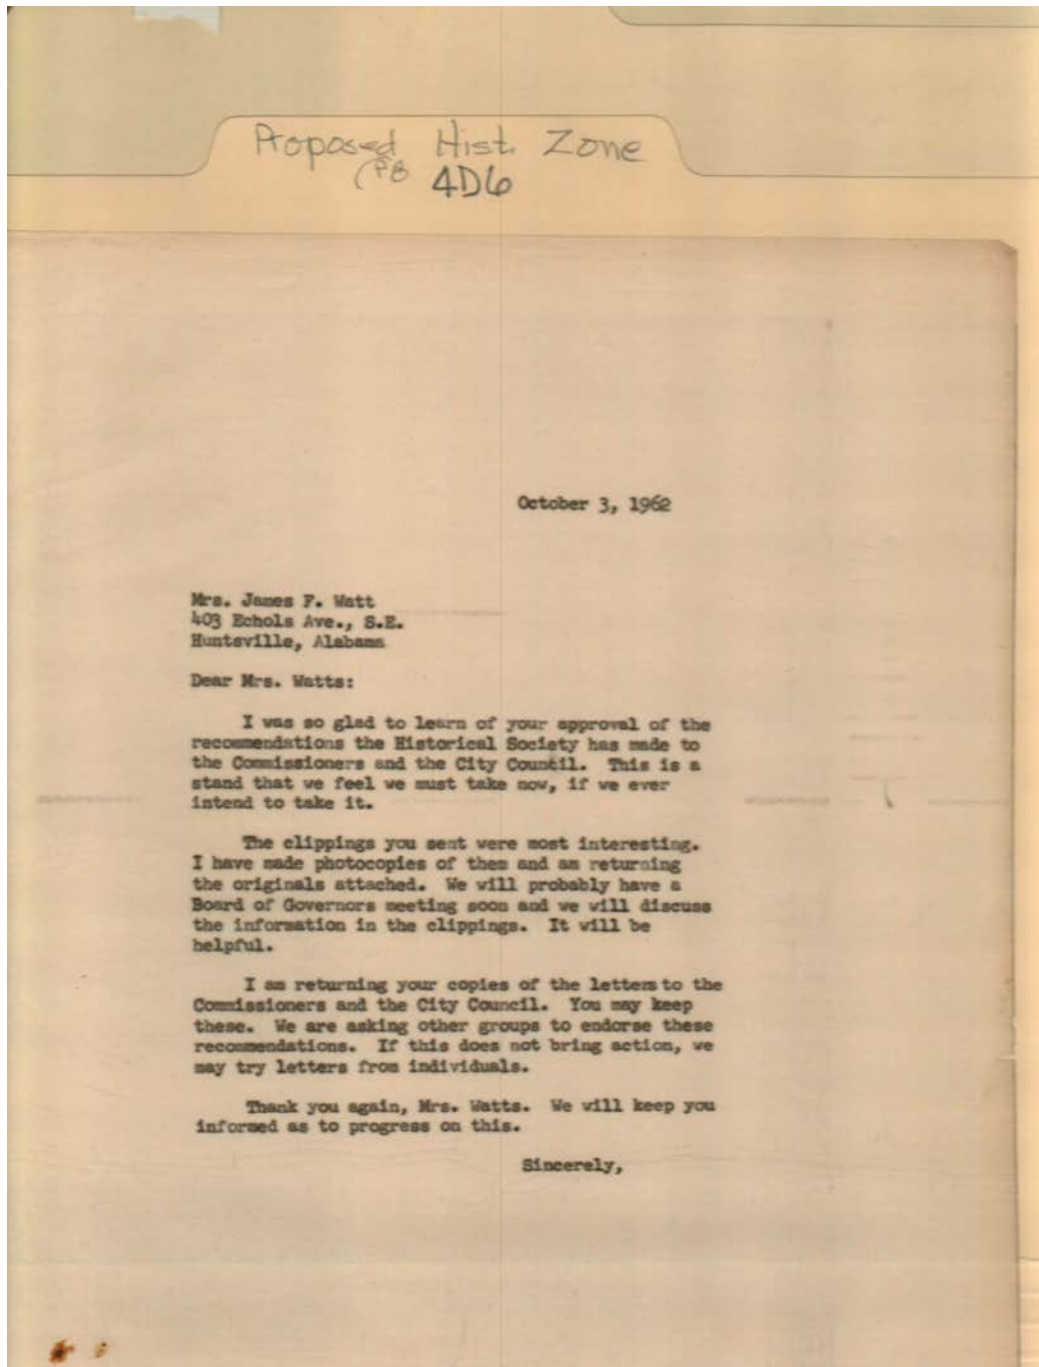 Proposed Hist. Zone
(PB 4D6
October 3, 1962
Mrs. James F. Watt
403 Echols Ave., S.E.
Huntsville, Alabama
Dear Mrs. Watts:
I was so glad to learn of your approval of the
recommendations the Historical Society has made to
the Commissioners and the City Council. This is a
stand that we feel we must take now, if we ever
intend to take it.
The clippings you sent were most interesting.
I have made photocopies of them and am returning
the originals attached. We will probably have a
Board of Governors meeting soon and we will discuss
the information in the clippings. It will be
helpful.
I am returning your copies of the letters to the
Commissioners and the City Council. You may keep
these. We are asking other groups to endorse these
recommendations. If this does not bring action, we
may try letters from individuals.
Thank you again, Mrs. Watts. We will keep you
informed as to progress on this.
Sincerely,